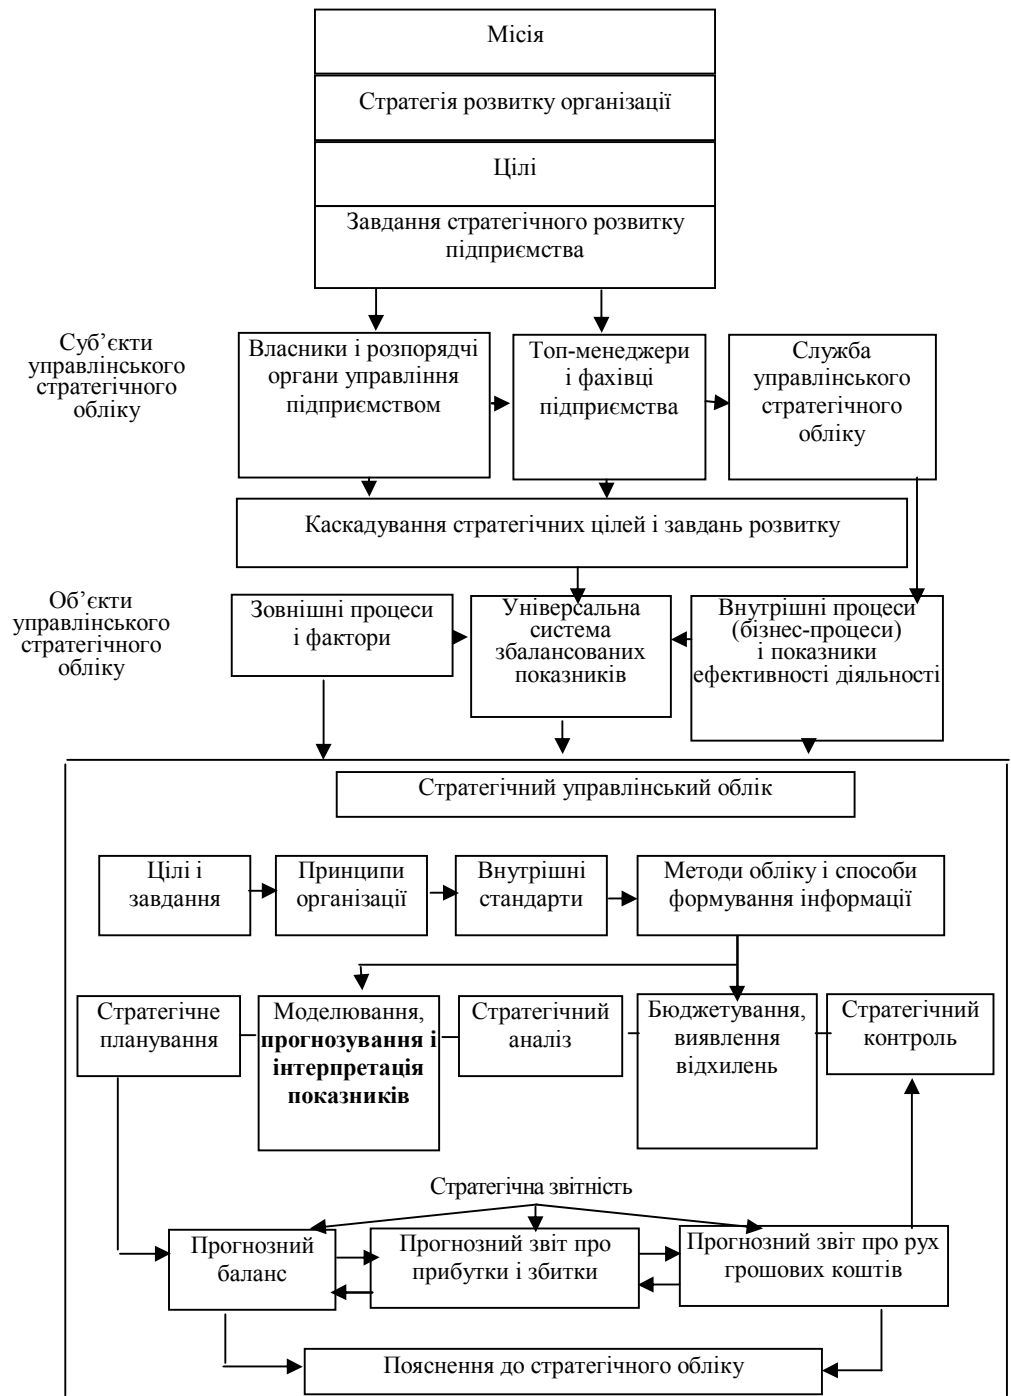 Місія
Стратегія розвитку організації
Цілі
Завдання стратегічного розвитку
підприємства
Суб’єкти
управлінського
стратегічного
обліку
Власники і розпорядчі
органи управління
підприємством
Топ-менеджери
і фахівці
підприємства
Служба
управлінського
стратегічного
обліку
Каскадування стратегічних цілей і завдань розвитку
Об’єкти
управлінського
стратегічного
обліку
Зовнішні процеси
і фактори
Універсальна
система
збалансованих
показників
Внутрішні процеси
(бізнес-процеси)
і показники
ефективності діяльності
Стратегічний управлінський облік
Цілі і
завдання
Принципи
організації
Внутрішні
стандарти
Методи обліку і способи
формування інформації
Стратегічне
планування
Моделювання,
прогнозування і
інтерпретація
показників
Стратегічний
аналіз
Бюджетування,
виявлення
відхилень
Стратегічний
контроль
Стратегічна звітність
Прогнозний
баланс
Прогнозний звіт про
прибутки і збитки
Прогнозний звіт про рух
грошових коштів
Пояснення до стратегічного обліку